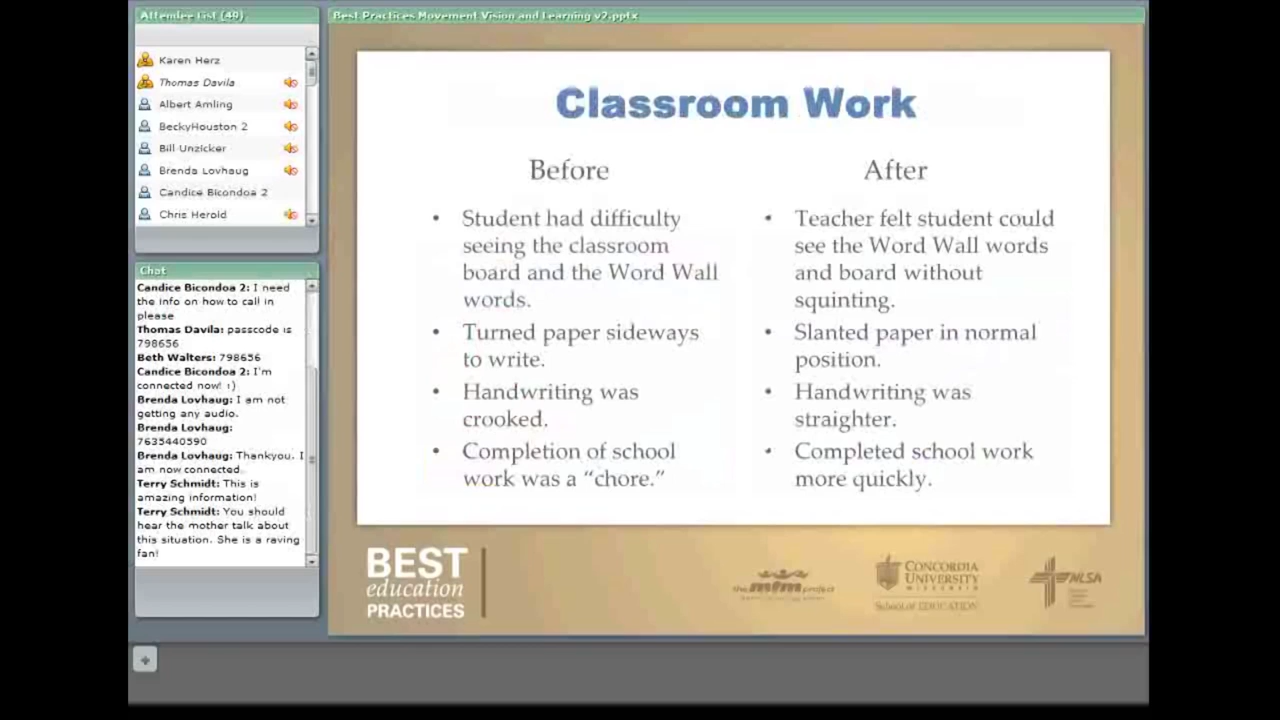 Attendee List (49)
Karen Herz
Thomas Davila
Albert Amling
BeckyHouston 2
Bill Unzicker
Brenda Lovhaug
Candice Bicondoa 2
Chris Herold
Chat
Candice Bicondoa 2: I need
the info on how to call in
please
Thomas Davila: passcode is
798656
Beth Walters: 798656
Candice Bicondoa 2: I'm
connected now! :)
Brenda Lovhaug: I am not
getting any audio.
Brenda Lovhaug:
7635440590
Brenda Lovhaug: Thankyou. I
am now connected.
Terry Schmidt: This is
amazing information!
Terry Schmidt: You should
hear the mother talk about
this situation. She is a raving
fan!
Best Practices Movement Vision and Learning v2.pptx
Classroom Work
Before
• Student had difficulty
seeing the classroom
board and the Word Wall
words.
• Turned paper sideways
to write.
• Handwriting was
crooked.
• Completion of school
work was a “chore.”
After
• Teacher felt student could
see the Word Wall words
and board without
squinting.
• Slanted paper in normal
position.
• Handwriting was
straighter.
• Completed school work
more quickly.
BEST
education
PRACTICES
the mfm project
CONCORDIA
UNIVERSITY
WISCONSIN
School of EDUCATION
NLSA